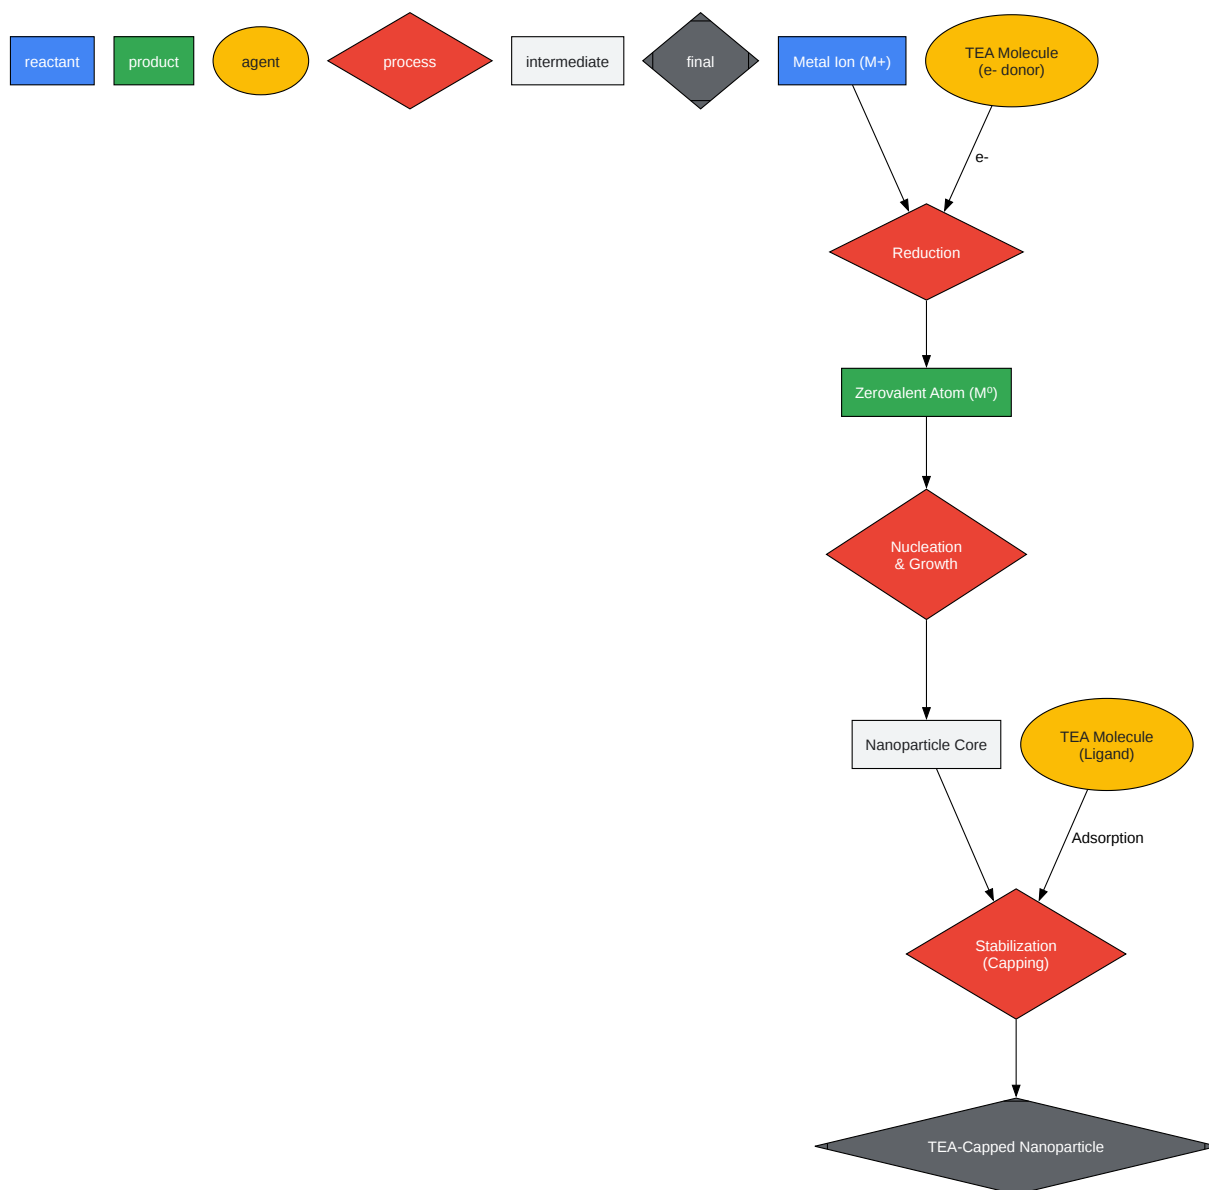 reactant
product
agent
process
intermediate
final
Metal Ion (M+)
TEA Molecule
(e- donor)
e-
Reduction
Zerovalent Atom (M⁰)
Nucleation
& Growth
Nanoparticle Core
TEA Molecule
(Ligand)
Adsorption
Stabilization
(Capping)
TEA-Capped Nanoparticle